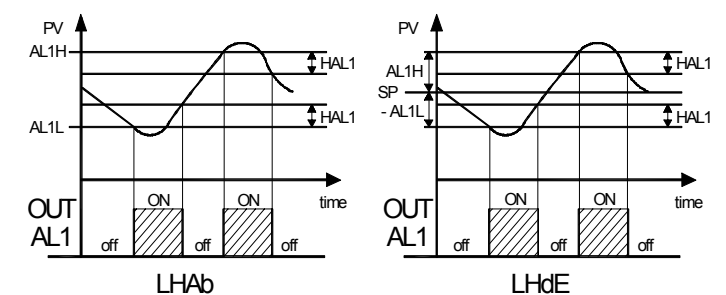 PV
AL1H
HAL1
HAL1
AL1L
ON
ON
time
OUT
AL1
off
off
off
LHAb
PV
AL1H
HAL1
SP
- AL1L
HAL1
ON
ON
time
OUT
AL1
off
off
off
LHdE